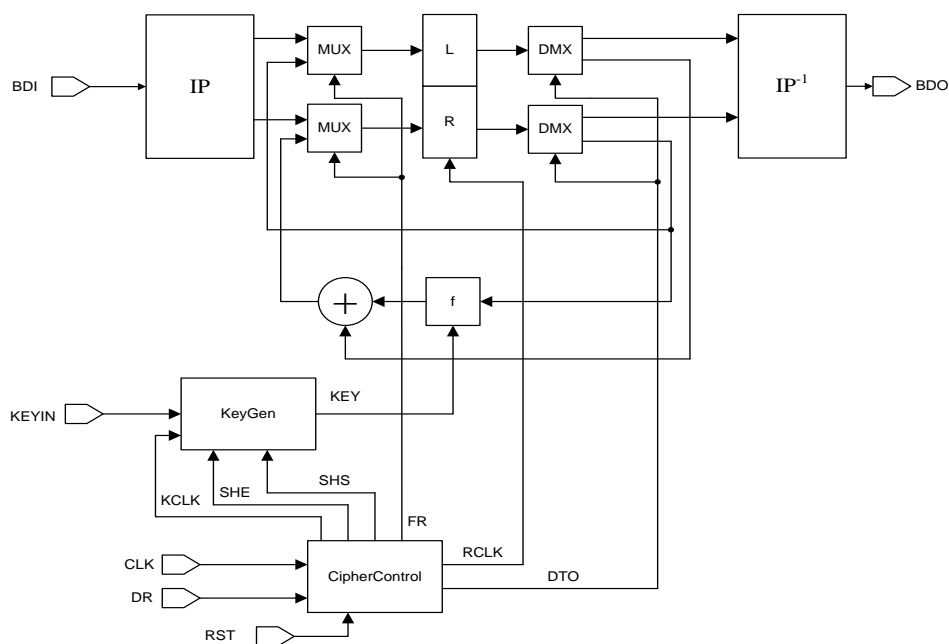 MUX
L
DMX
BDI
IP
IP-1
BDO
MUX
R
DMX
+
f
KEYIN
KeyGen
KEY
KCLK
SHE
SHS
FR
CLK
CipherControl
RCLK
DTO
DR
RST